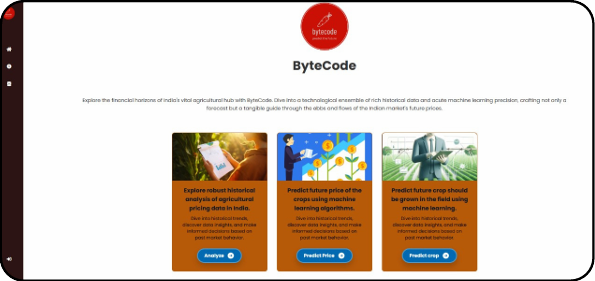 bytecode
ByteCode
Explore the financial horizons of India's vital agricultural hub with ByteCode. Dive into a technological ensemble of rich historical data and acute machine learning precision, crafting not only a
forecast but a tangible guide through the ebbs and flows of the Indian market's future prices.
Explore robust historical
analysis of agricultural
pricing data in India.
Dive into historical trends,
discover data insights, and make
informed decisions based on
past market behavior.
Analyze
Predict future price of the
crops using machine
learning algorithms.
Dive into historical trends,
discover data insights, and make
informed decisions based on
past market behavior.
Predict Price
Predict future crop should
be grown in the field using
machine learning.
Dive into historical trends,
discover data insights, and make
informed decisions based on
past market behavior.
Predict crop